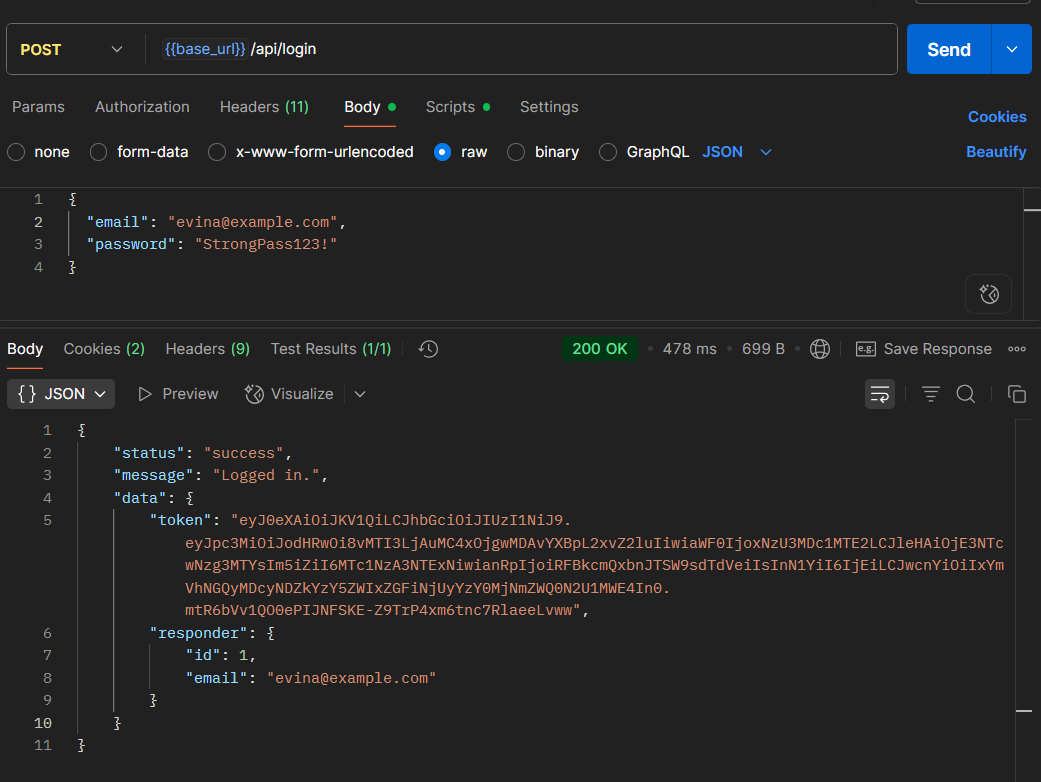 POST {{base_url}} /api/login Send
Params Authorization Headers (11) Body Scripts Settings Cookies
none form-data x-www-form-urlencoded raw binary GraphQL JSON Beautify
1 {
2 "email": "evina@example.com",
3 "password": "StrongPass123!"
4 }
Body Cookies (2) Headers (9) Test Results (1/1) 200 OK 478 ms 699 B e.g. Save Response
{} JSON Preview Visualize
1 {
2 "status": "success",
3 "message": "Logged in.",
4 "data": {
5 "token": "eyJ0eXAiOiJKV1QiLCJhbGciOiJIUzI1NiJ9.
eyJpc3MiOiJodHRwOi8vMTI3LjAuMC4xOjgwMDAvYXBpL2xvZ2luIiwiaWF0IjoxNzU3MDc1MTE2LCJleHAiOjE3NTc
wNzg3MTYsIm5iZiI6MTc1NzA3NTExNiwianRpIjoiRFBkcmQxbnJTSW9sdTdVeiIsInN1YiI6IjEiLCJwcnYiOiIxYm
VhNGQyMDcyNDZkYzY5ZWIxZGFiNjUyYzY0MjNmZWQ0N2U1MWE4In0.
mtR6bVv1QO0ePIJNFSKE-Z9TrP4xm6tnc7RlaeeLvww",
6 "responder": {
7 "id": 1,
8 "email": "evina@example.com"
9 }
10 }
11 }